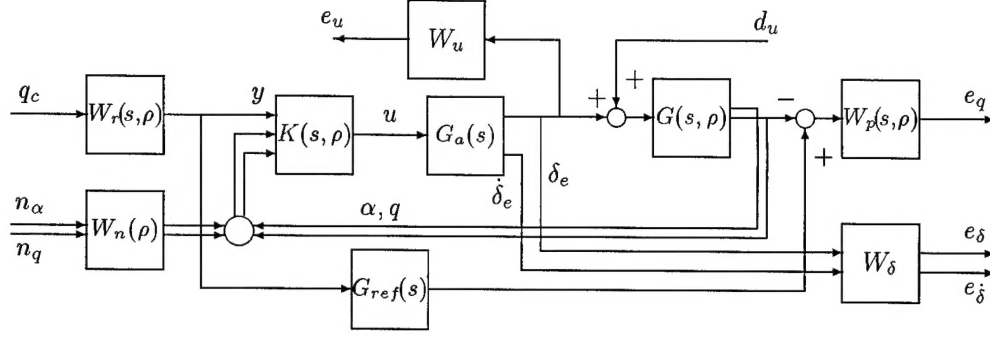 e_u
W_u
d_u
+
q_c
W_r(s,ρ)
y
K(s,ρ)
u
G_a(s)
+
G(s,ρ)
−
W_p(s,ρ)
e_q
+
δ_e
δ̇_e
n_α
n_q
W_n(ρ)
α, q
W_δ
e_δ
e_δ̇
G_ref(s)